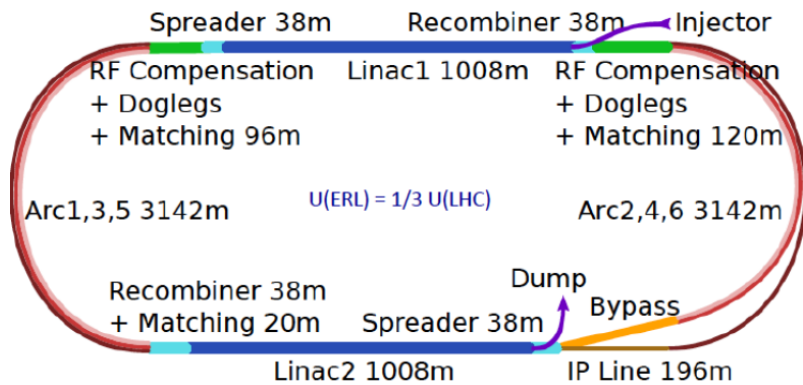 Spreader 38m
Recombiner 38m
Injector
RF Compensation
+ Doglegs
+ Matching 96m
Linac1 1008m
RF Compensation
+ Doglegs
+ Matching 120m
Arc1,3,5 3142m
U(ERL) = 1/3 U(LHC)
Arc2,4,6 3142m
Recombiner 38m
+ Matching 20m
Spreader 38m
Dump
Bypass
Linac2 1008m
IP Line 196m